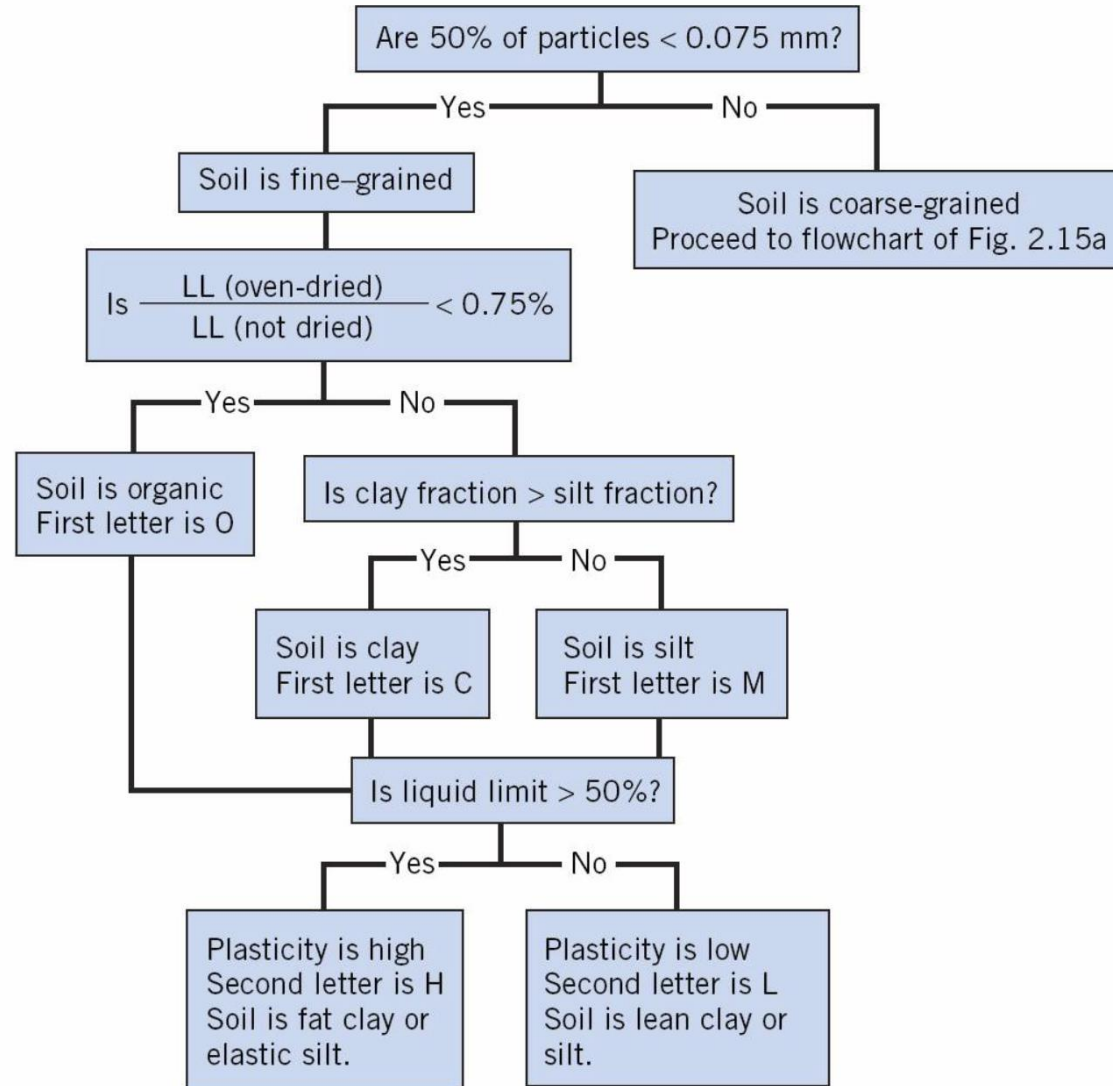 Are 50% of particles < 0.075 mm?
Yes
No
Soil is fine–grained
Soil is coarse-grained
Proceed to flowchart of Fig. 2.15a
Is LL (oven-dried) / LL (not dried) < 0.75%
Yes
No
Soil is organic
First letter is O
Is clay fraction > silt fraction?
Yes
No
Soil is clay
First letter is C
Soil is silt
First letter is M
Is liquid limit > 50%?
Yes
No
Plasticity is high
Second letter is H
Soil is fat clay or
elastic silt.
Plasticity is low
Second letter is L
Soil is lean clay or
silt.